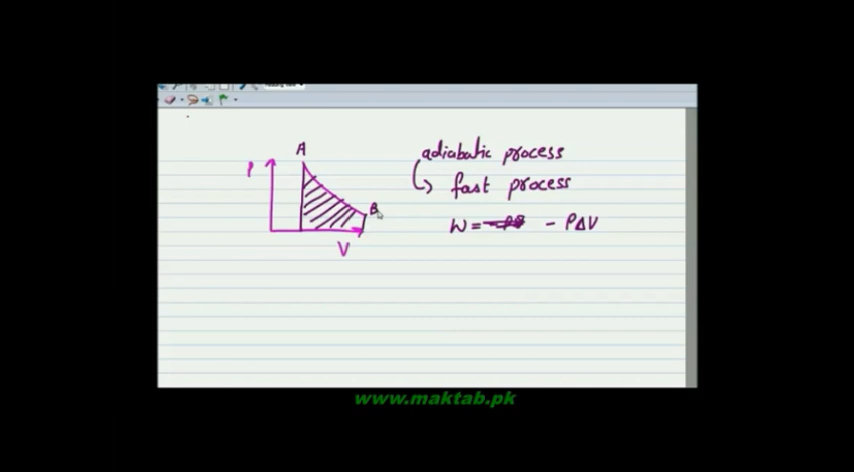 A
adiabatic process
P
fast process
B
W = - PΔV
V
www.maktab.pk